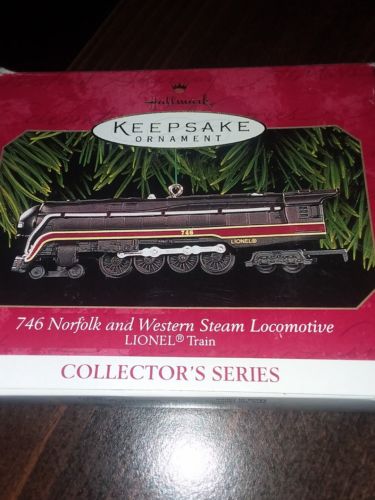 Hallmark
KEEPSAKE
ORNAMENT
746
LIONEL®
746 Norfolk and Western Steam Locomotive
LIONEL® Train
COLLECTOR'S SERIES